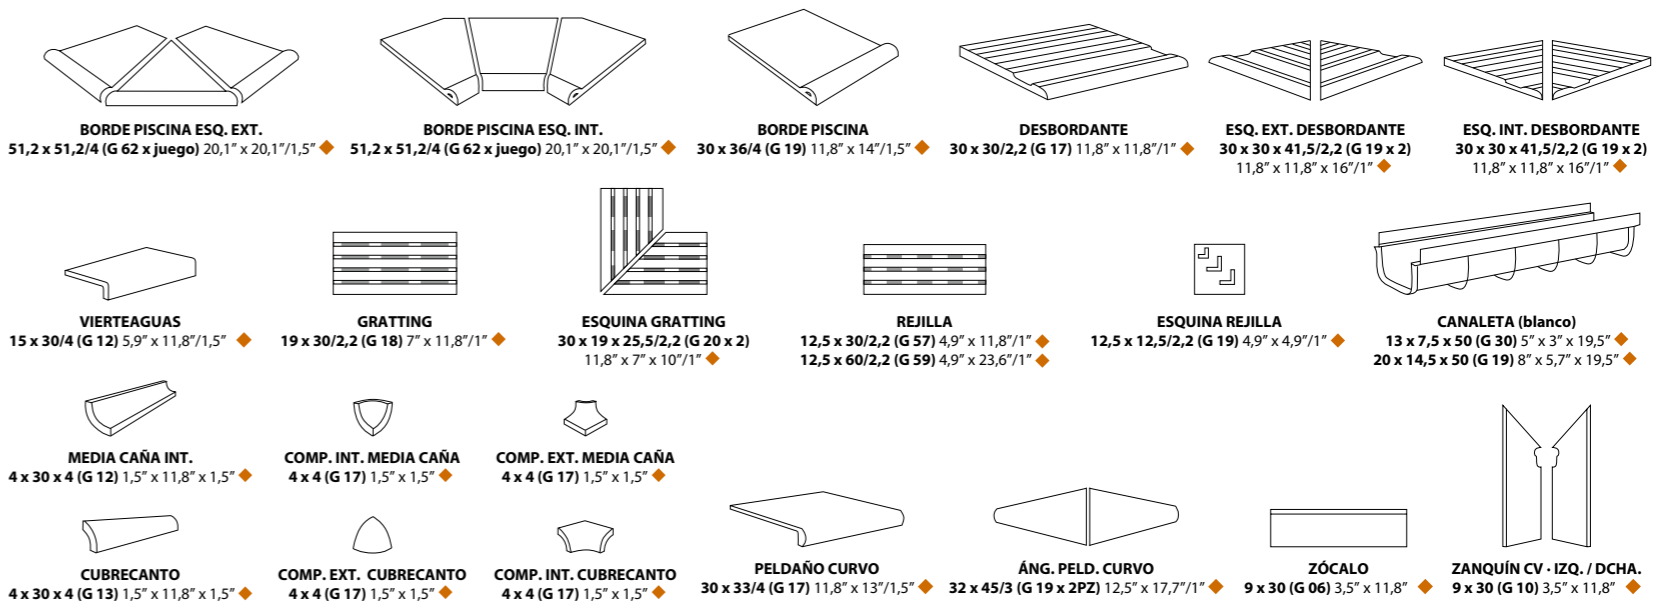 BORDE PISCINA ESQ. EXT.
51,2 x 51,2/4 (G 62 x juego) 20,1” x 20,1”/1,5”
BORDE PISCINA ESQ. INT.
51,2 x 51,2/4 (G 62 x juego) 20,1” x 20,1”/1,5”
BORDE PISCINA
30 x 36/4 (G 19) 11,8” x 14”/1,5”
DESBORDANTE
30 x 30/2,2 (G 17) 11,8” x 11,8”/1”
ESQ. EXT. DESBORDANTE
30 x 30 x 41,5/2,2 (G 19 x 2)
11,8” x 11,8” x 16”/1”
ESQ. INT. DESBORDANTE
30 x 30 x 41,5/2,2 (G 19 x 2)
11,8” x 11,8” x 16”/1”
VIERTEAGUAS
15 x 30/4 (G 12) 5,9” x 11,8”/1,5”
GRATTING
19 x 30/2,2 (G 18) 7” x 11,8”/1”
ESQUINA GRATTING
30 x 19 x 25,5/2,2 (G 20 x 2)
11,8” x 7” x 10”/1”
REJILLA
12,5 x 30/2,2 (G 57) 4,9” x 11,8”/1”
12,5 x 60/2,2 (G 59) 4,9” x 23,6”/1”
ESQUINA REJILLA
12,5 x 12,5/2,2 (G 19) 4,9” x 4,9”/1”
CANALETA (blanco)
13 x 7,5 x 50 (G 30) 5” x 3” x 19,5”
20 x 14,5 x 50 (G 19) 8” x 5,7” x 19,5”
MEDIA CAÑA INT.
4 x 30 x 4 (G 12) 1,5” x 11,8” x 1,5”
COMP. INT. MEDIA CAÑA
4 x 4 (G 17) 1,5” x 1,5”
COMP. EXT. MEDIA CAÑA
4 x 4 (G 17) 1,5” x 1,5”
CUBRECANTO
4 x 30 x 4 (G 13) 1,5” x 11,8” x 1,5”
COMP. EXT. CUBRECANTO
4 x 4 (G 17) 1,5” x 1,5”
COMP. INT. CUBRECANTO
4 x 4 (G 17) 1,5” x 1,5”
PELDAÑO CURVO
30 x 33/4 (G 17) 11,8” x 13”/1,5”
ÁNG. PELD. CURVO
32 x 45/3 (G 19 x 2PZ) 12,5” x 17,7”/1”
ZÓCALO
9 x 30 (G 06) 3,5” x 11,8”
ZANQUÍN CV · IZQ. / DCHA.
9 x 30 (G 10) 3,5” x 11,8”